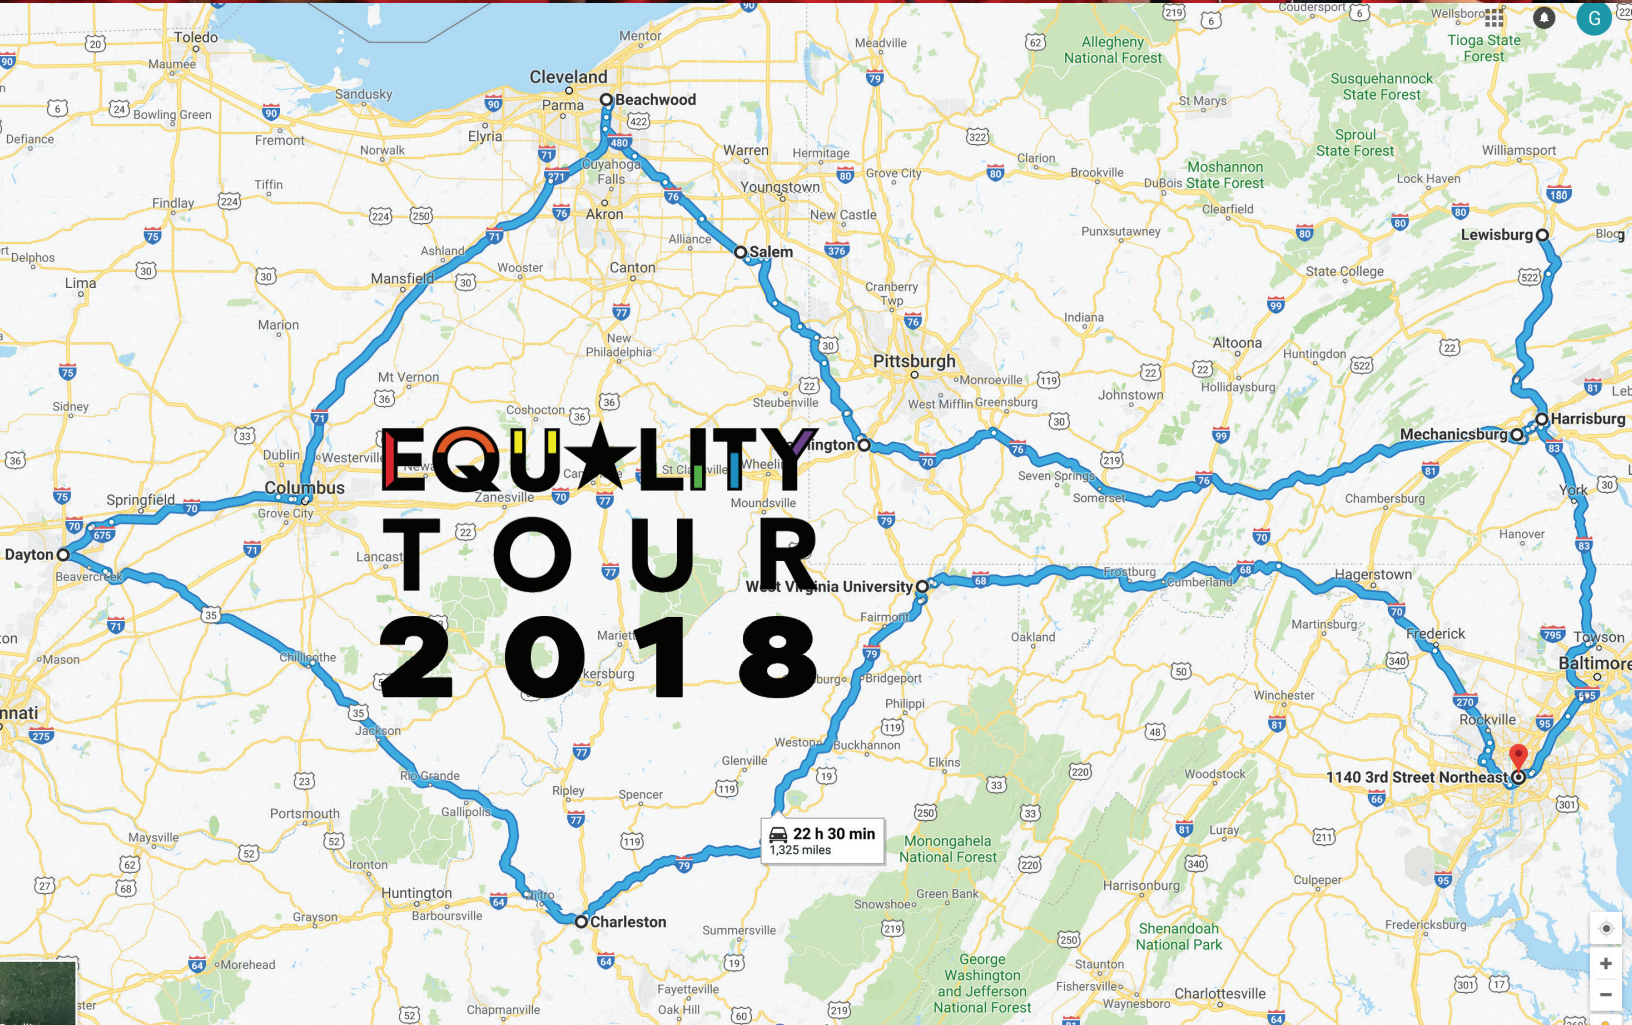 Toledo
Maumee
Bowling Green
Defiance
Sandusky
Fremont
Norwalk
Tiffin
Findlay
Delphos
Lima
Cleveland
Beachwood
Parma
Elyria
Mentor
Meadville
Allegheny
National Forest
St Marys
Susquehannock
State Forest
Tioga State
Forest
G
Sproul
State Forest
Williamsport
Moshannon
State Forest
Lock Haven
DuBois
Clearfield
Clarion
Brookville
Punxsutawney
Warren
Hermitage
Grove City
Cuyahoga
Falls
Youngstown
New Castle
Akron
Alliance
Salem
Ashland
Wooster
Canton
Mansfield
Marion
Cranberry
Twp
State College
Lewisburg
Indiana
Altoona
Huntingdon
Hollidaysburg
New
Philadelphia
Pittsburgh
Monroeville
West Mifflin
Greensburg
Johnstown
Mt Vernon
Sidney
Coshocton
Steubenville
Harrisburg
Mechanicsburg
Dublin
Westerville
Columbus
Grove City
Springfield
Zanesville
Moundsville
Seven Springs
Somerset
Chambersburg
York
Hanover
EQU★LITY
TOUR
2018
Dayton
Beavercreek
West Virginia University
Frostburg
Cumberland
Hagerstown
Fairmont
Oakland
Martinsburg
Frederick
Towson
Baltimore
Mason
Chillicothe
Bridgeport
Philippi
Winchester
Rockville
Jackson
Weston
Buckhannon
Rio Grande
Glenville
Elkins
Woodstock
1140 3rd Street Northeast
Ripley
Spencer
Gallipolis
Portsmouth
22 h 30 min
1,325 miles
Luray
Maysville
Ironton
Monongahela
National Forest
Huntington
Barboursville
Nitro
Green Bank
Snowshoe
Harrisonburg
Culpeper
Grayson
Charleston
Summersville
Shenandoah
National Park
Fredericksburg
Morehead
George
Washington
and Jefferson
National Forest
Staunton
Fishersville
Waynesboro
Charlottesville
Fayetteville
Oak Hill
Chapmanville